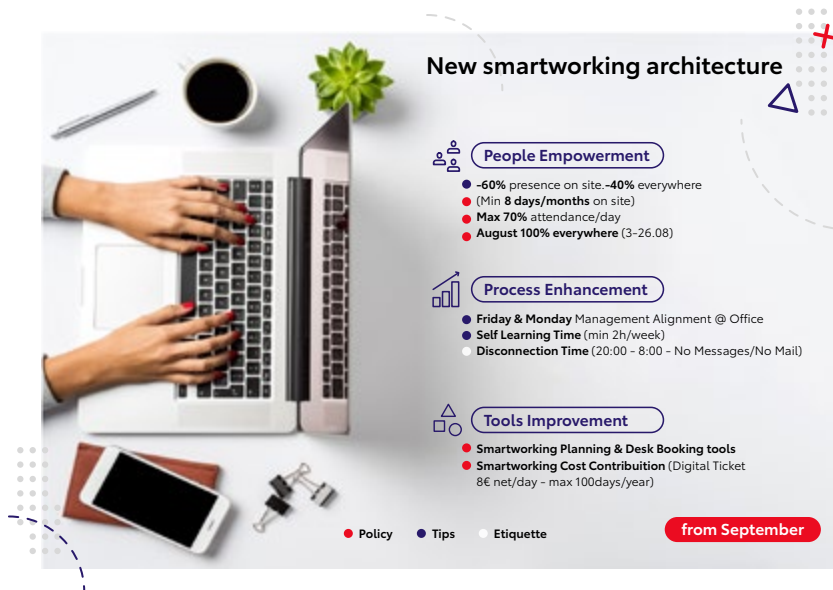 New smartworking architecture
People Empowerment
-60% presence on site.-40% everywhere
(Min 8 days/months on site)
Max 70% attendance/day
August 100% everywhere (3-26.08)
Process Enhancement
Friday & Monday Management Alignment @ Office
Self Learning Time (min 2h/week)
Disconnection Time (20:00 - 8:00 - No Messages/No Mail)
Tools Improvement
Smartworking Planning & Desk Booking tools
Smartworking Cost Contribuition (Digital Ticket
8€ net/day - max 100days/year)
Policy Tips Etiquette
from September